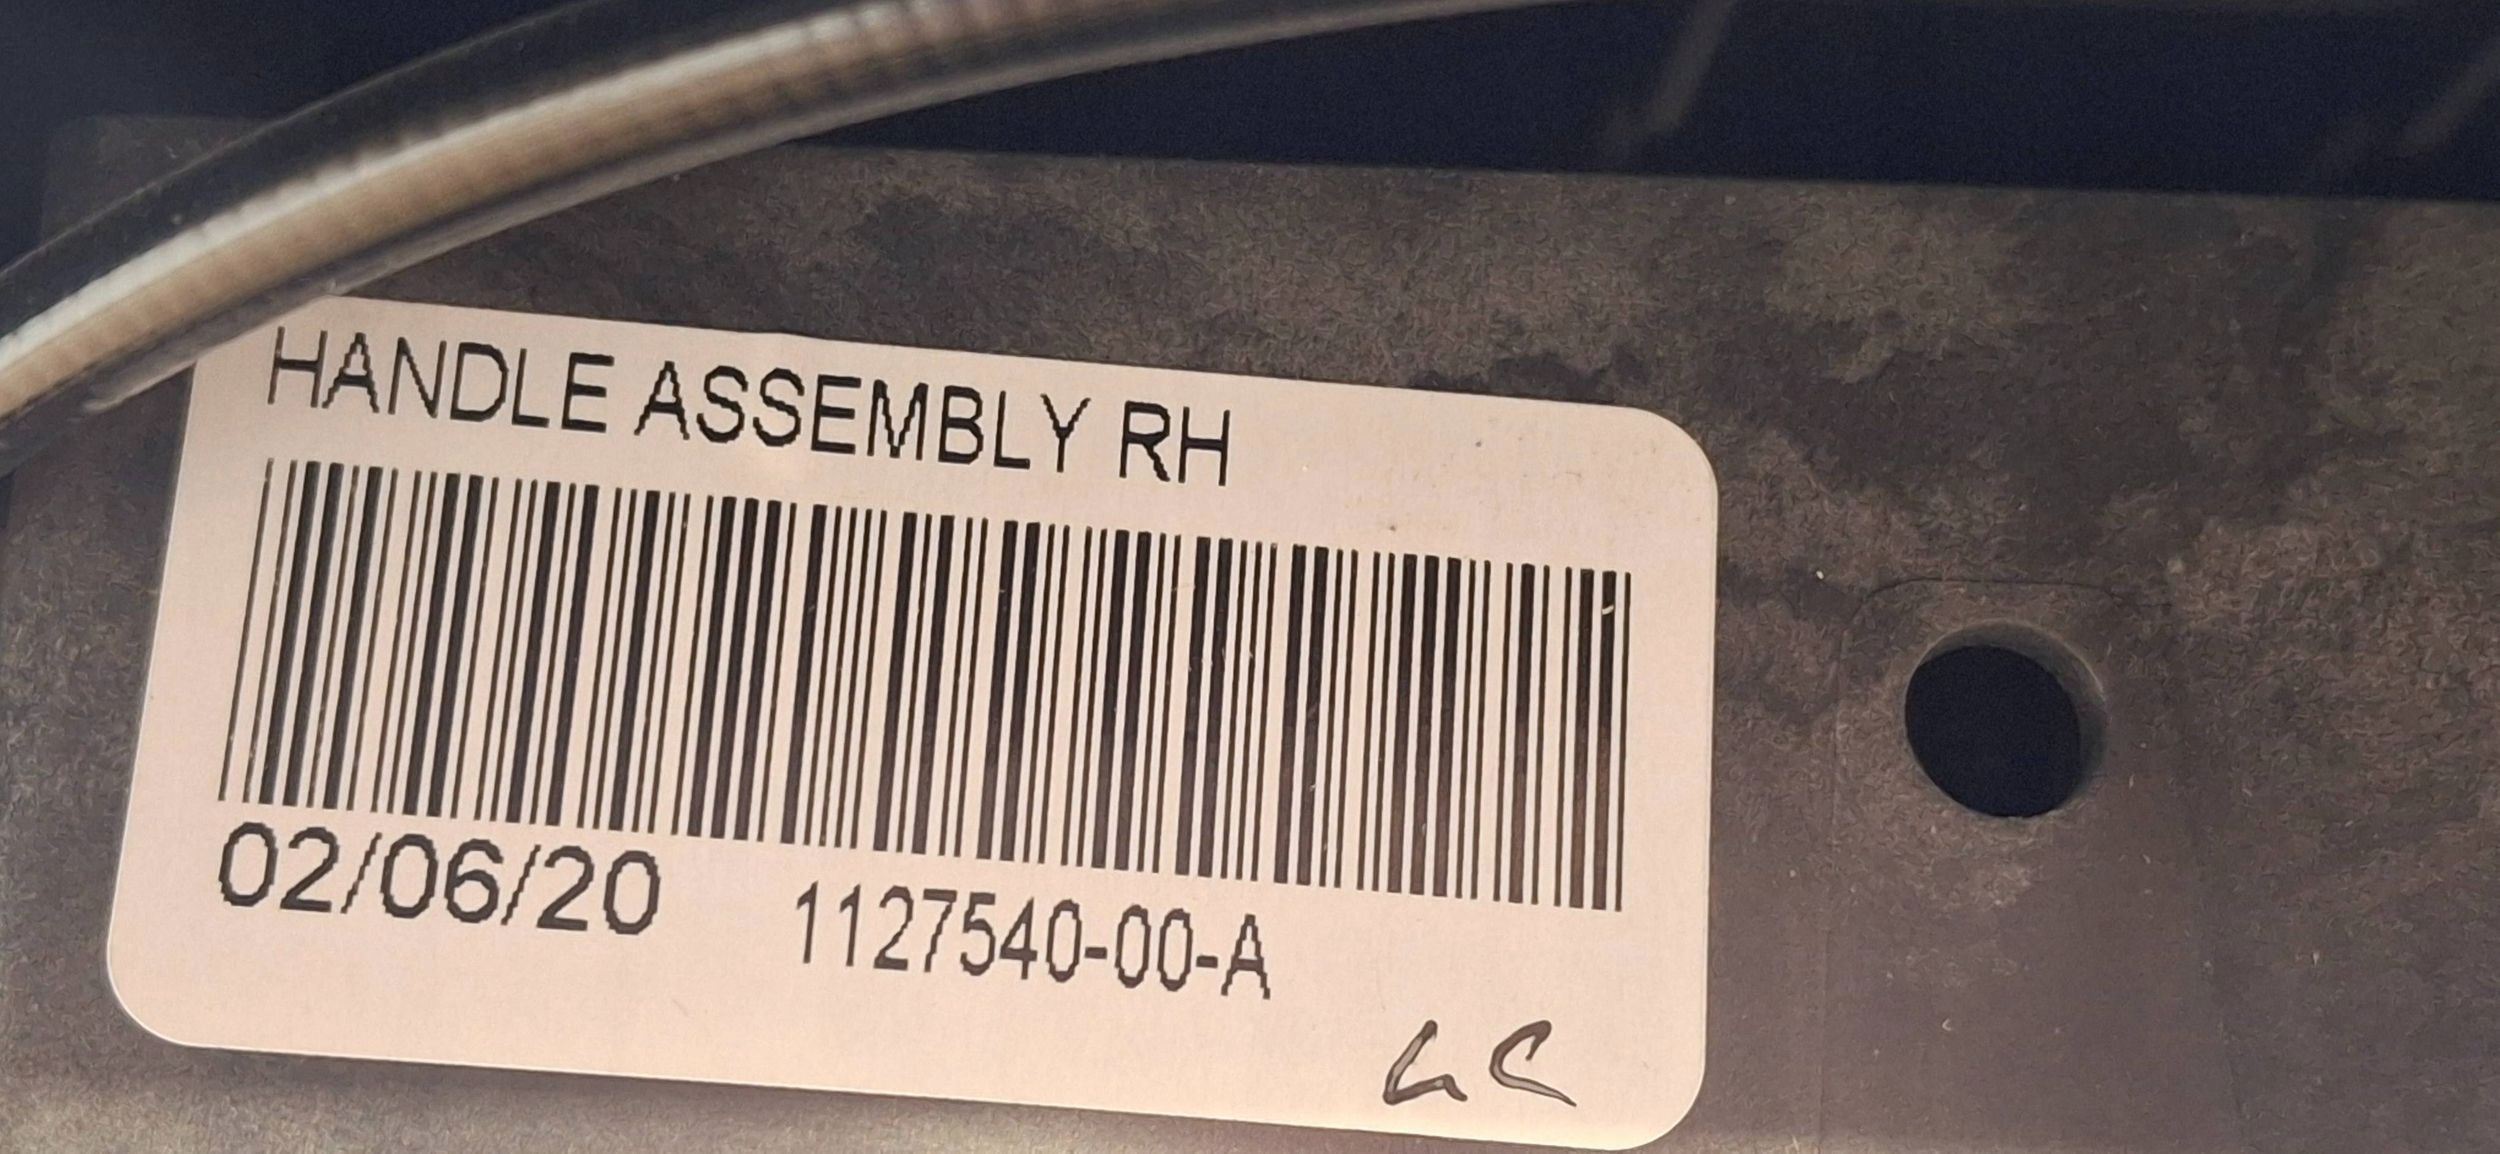 HANDLE ASSEMBLY RH
02/06/20 1127540-00-A